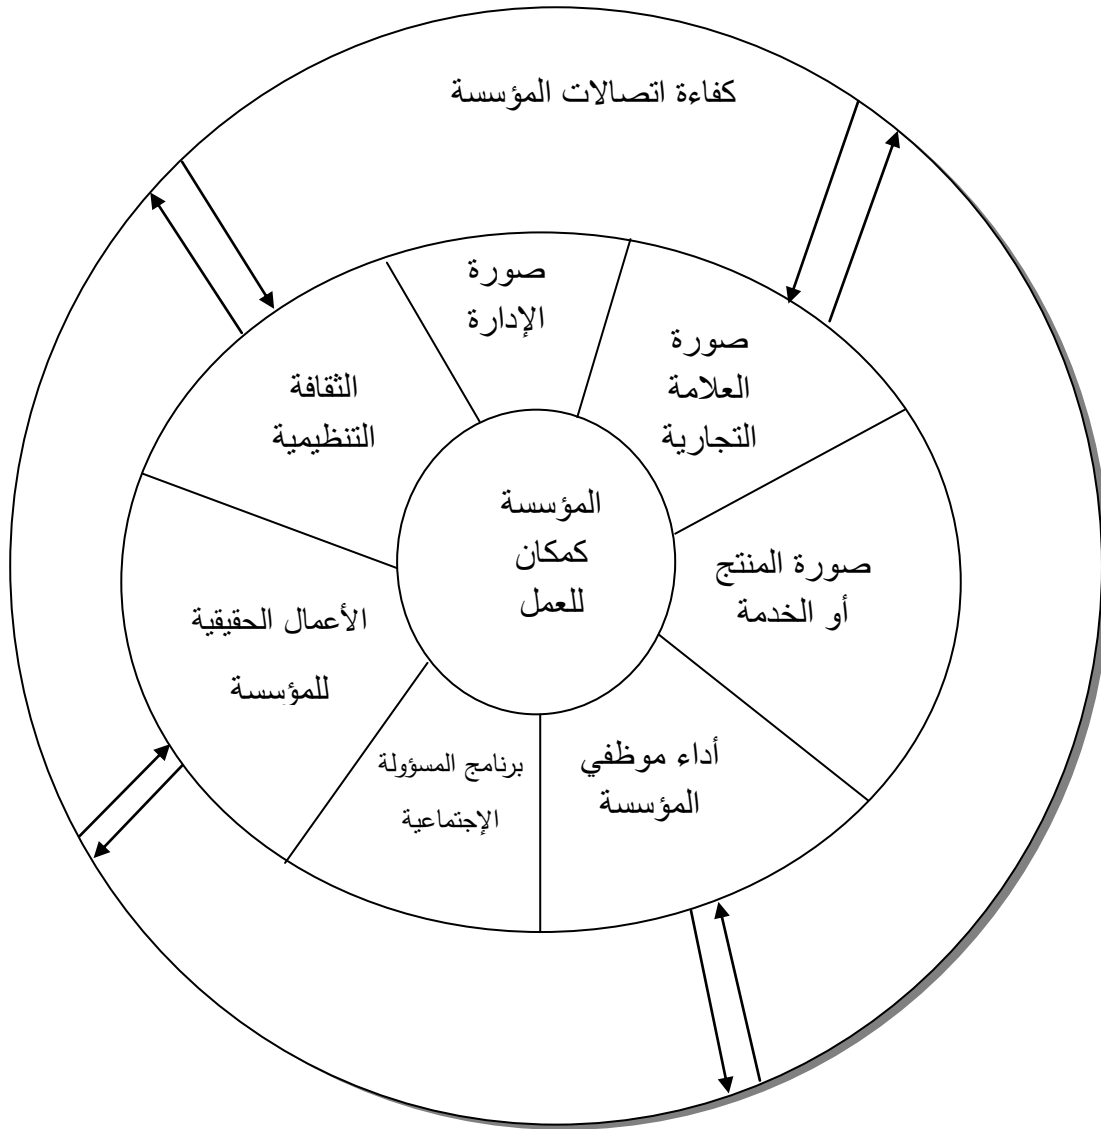 كفاءة اتصالات المؤسسة
صورة
الإدارة
صورة
العلامة
التجارية
الثقافة
التنظيمية
المؤسسة
كمكان
للعمل
صورة المنتج
أو الخدمة
الأعمال الحقيقية
للمؤسسة
أداء موظفي
المؤسسة
برنامج المسؤولة
الإجتماعية